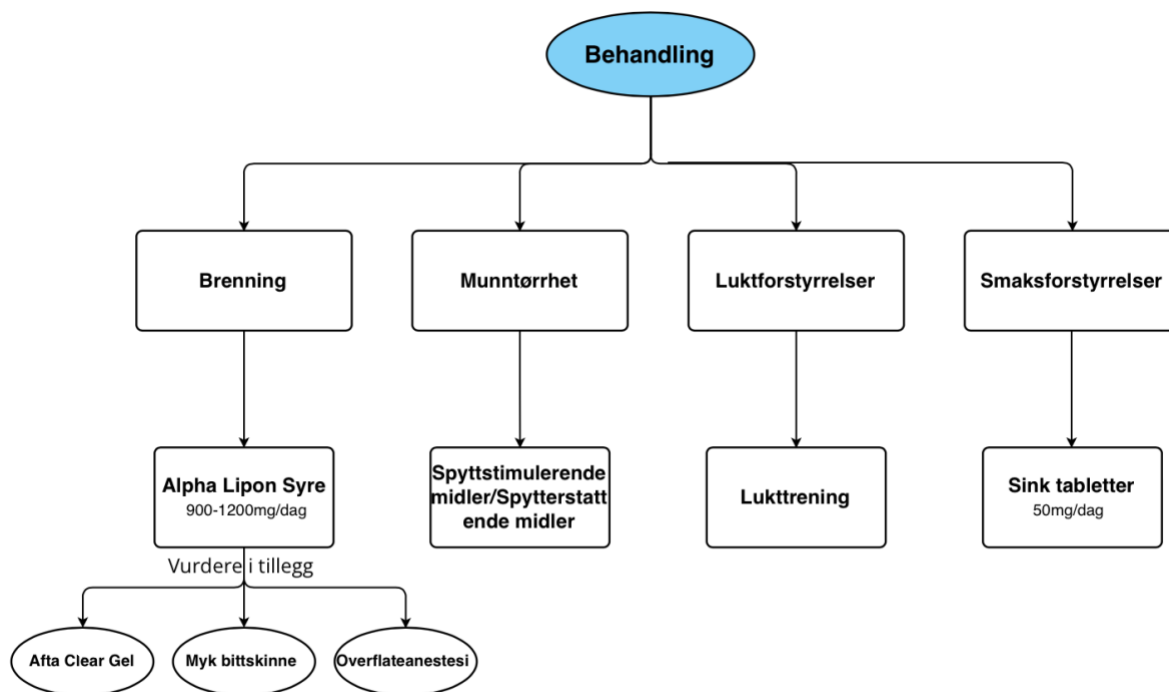 Behandling
Brenning
Munntørrhet
Luktforstyrrelser
Smaksforstyrrelser
Alpha Lipon Syre
900-1200mg/dag
Spyttstimulerende
midler/Spytterstatt
ende midler
Lukttrening
Sink tabletter
50mg/dag
Vurdere i tillegg
Afta Clear Gel
Myk bittskinne
Overflateanestesi